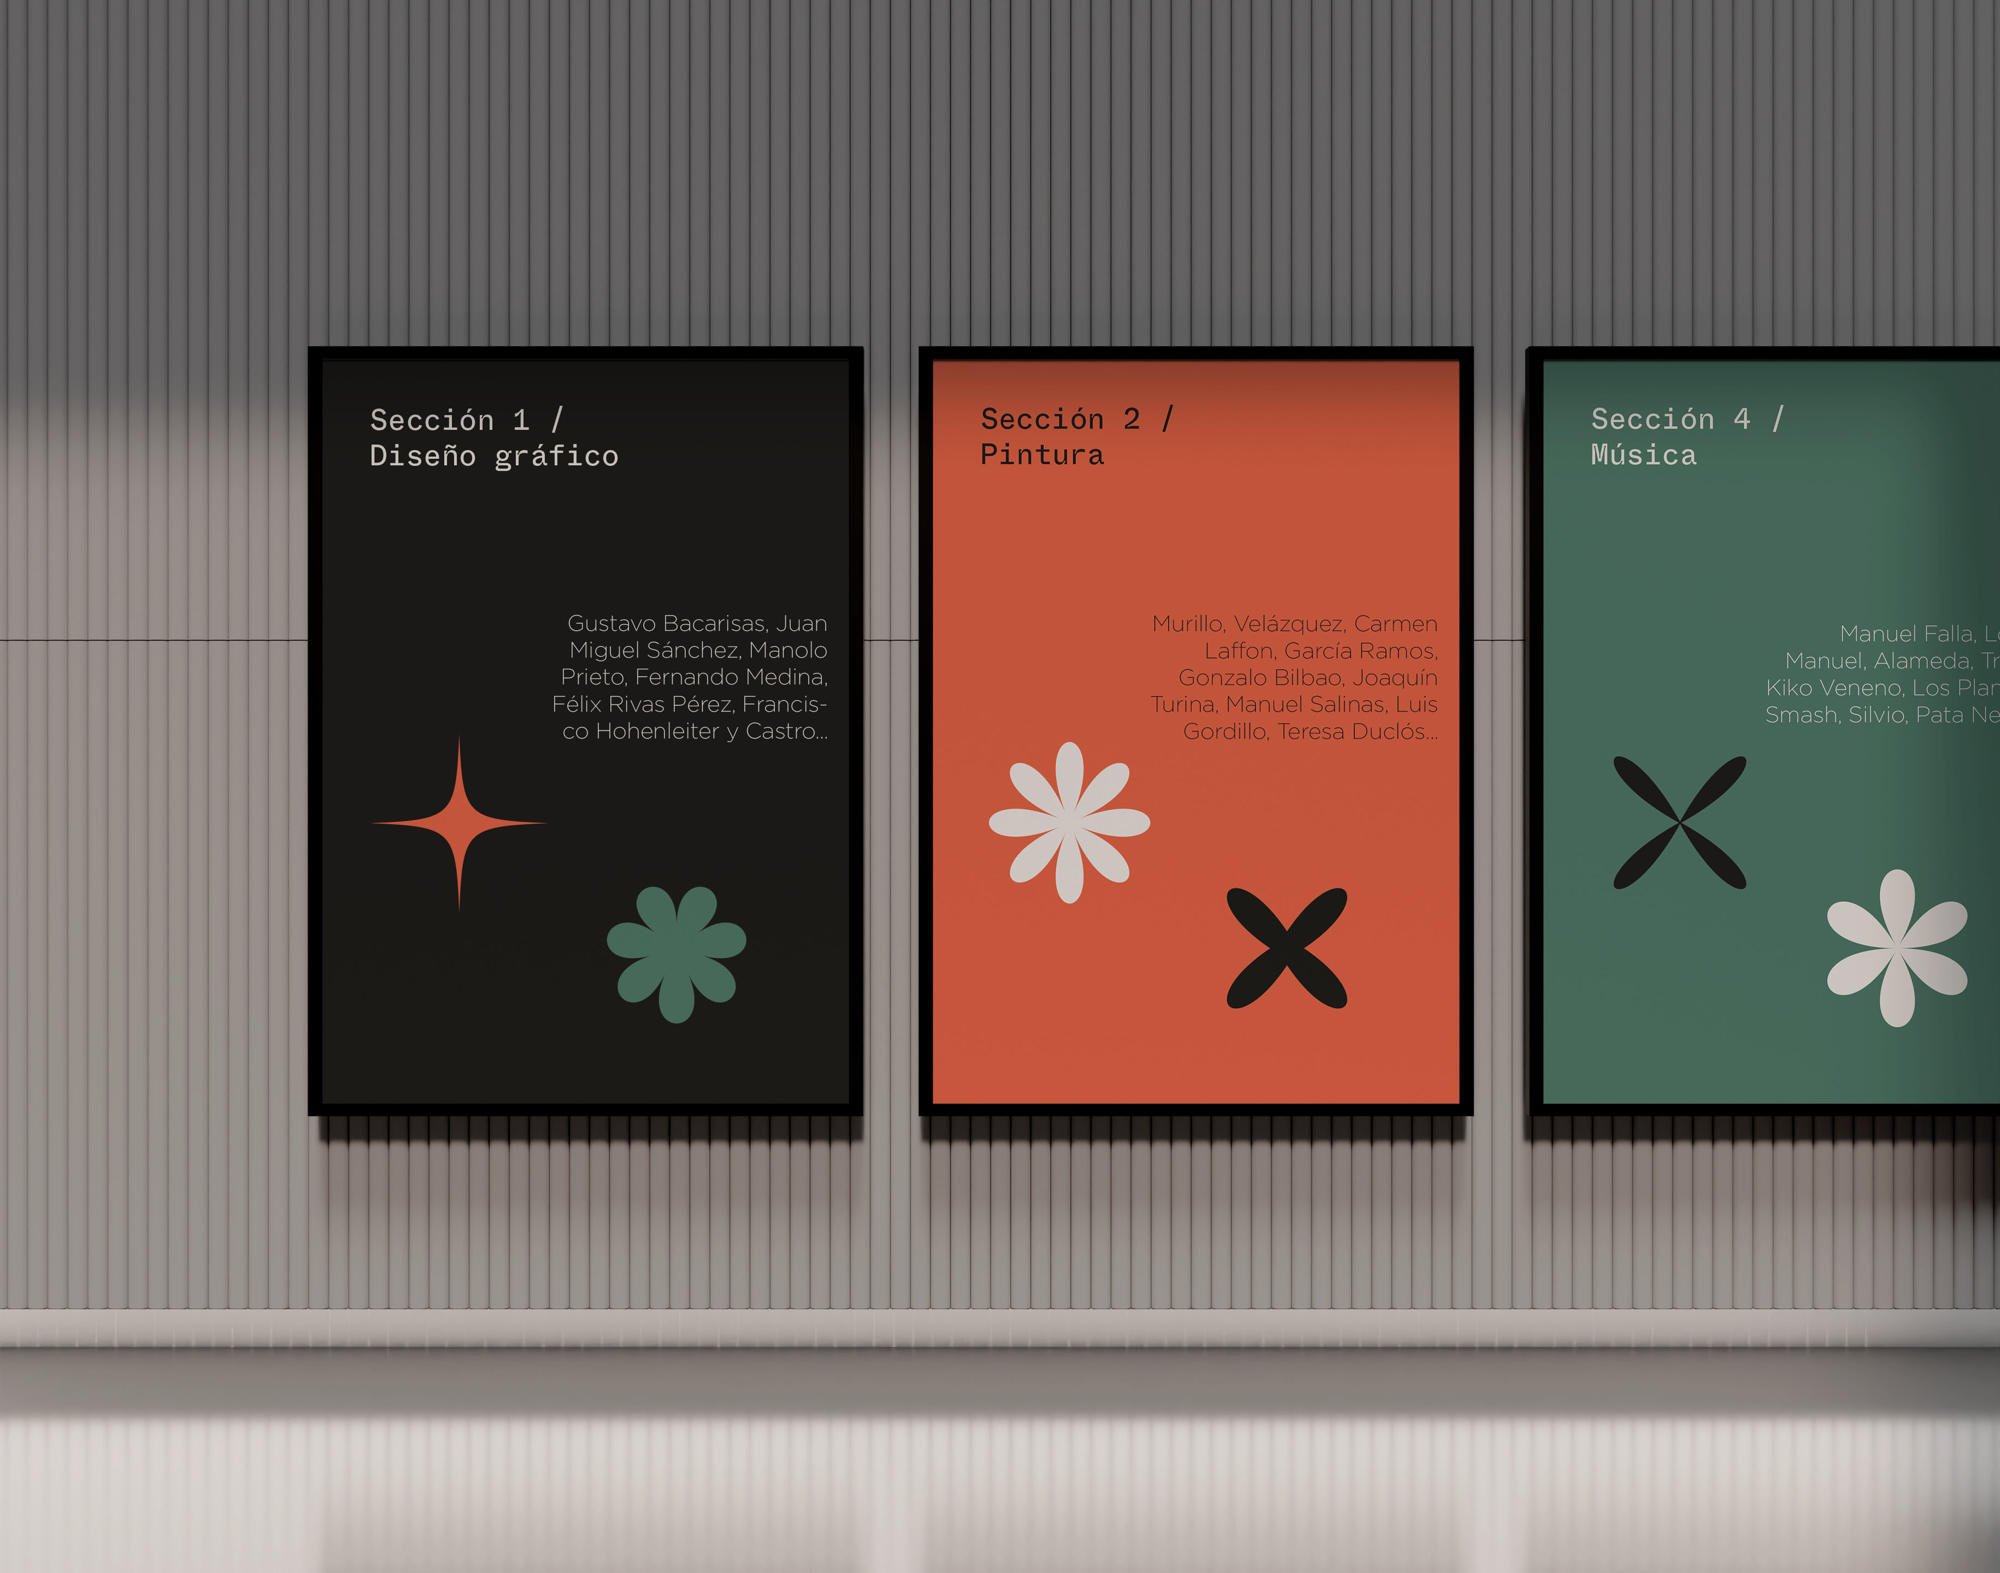 Sección 1 /
Diseño gráfico
Gustavo Bacarisas, Juan
Miguel Sánchez, Manolo
Prieto, Fernando Medina,
Félix Rivas Pérez, Francis-
co Hohenleiter y Castro...
Sección 2 /
Pintura
Murillo, Velázquez, Carmen
Laffon, García Ramos,
Gonzalo Bilbao, Joaquín
Turina, Manuel Salinas, Luis
Gordillo, Teresa Duclós...
Sección 4 /
Música
Manuel Falla,
Manuel, Alameda,
Kiko Veneno, Los
Smash, Silvio, Pata